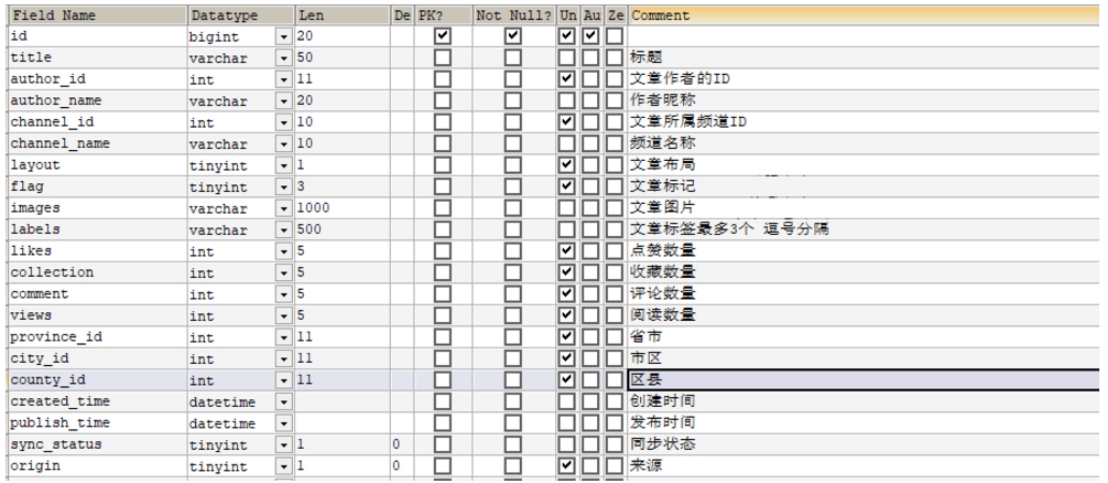 Field Name Datatype Len De PK? Not Null? Un Au Ze Comment
id bigint 20
title varchar 50 标题
author_id int 11 文章作者的ID
author_name varchar 20 作者昵称
channel_id int 10 文章所属频道ID
channel_name varchar 10 频道名称
layout tinyint 1 文章布局
flag tinyint 3 文章标记
images varchar 1000 文章图片
labels varchar 500 文章标签最多3个 逗号分隔
likes int 5 点赞数量
collection int 5 收藏数量
comment int 5 评论数量
views int 5 阅读数量
province_id int 11 省市
city_id int 11 市区
county_id int 11 区县
created_time datetime 创建时间
publish_time datetime 发布时间
sync_status tinyint 1 0 同步状态
origin tinyint 1 0 来源